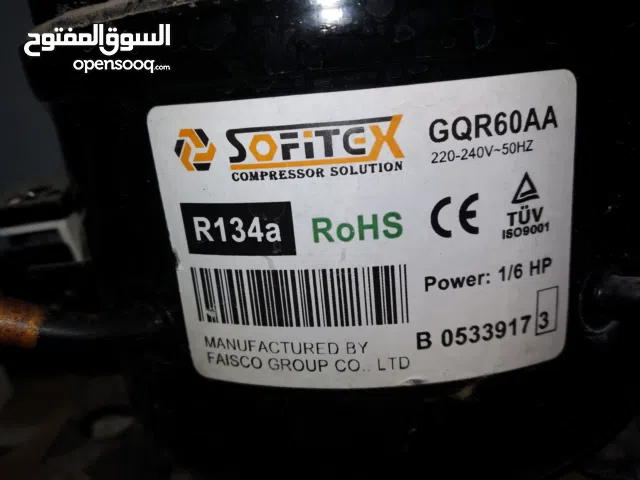 السوق المفتوح
opensooq.com
SOFITEX
COMPRESSOR SOLUTION
GQR60AA
220-240V~50HZ
R134a
RoHS
CE
TÜV
ISO9001
Power: 1/6 HP
B 0533917 3
MANUFACTURED BY
FAISCO GROUP CO., LTD